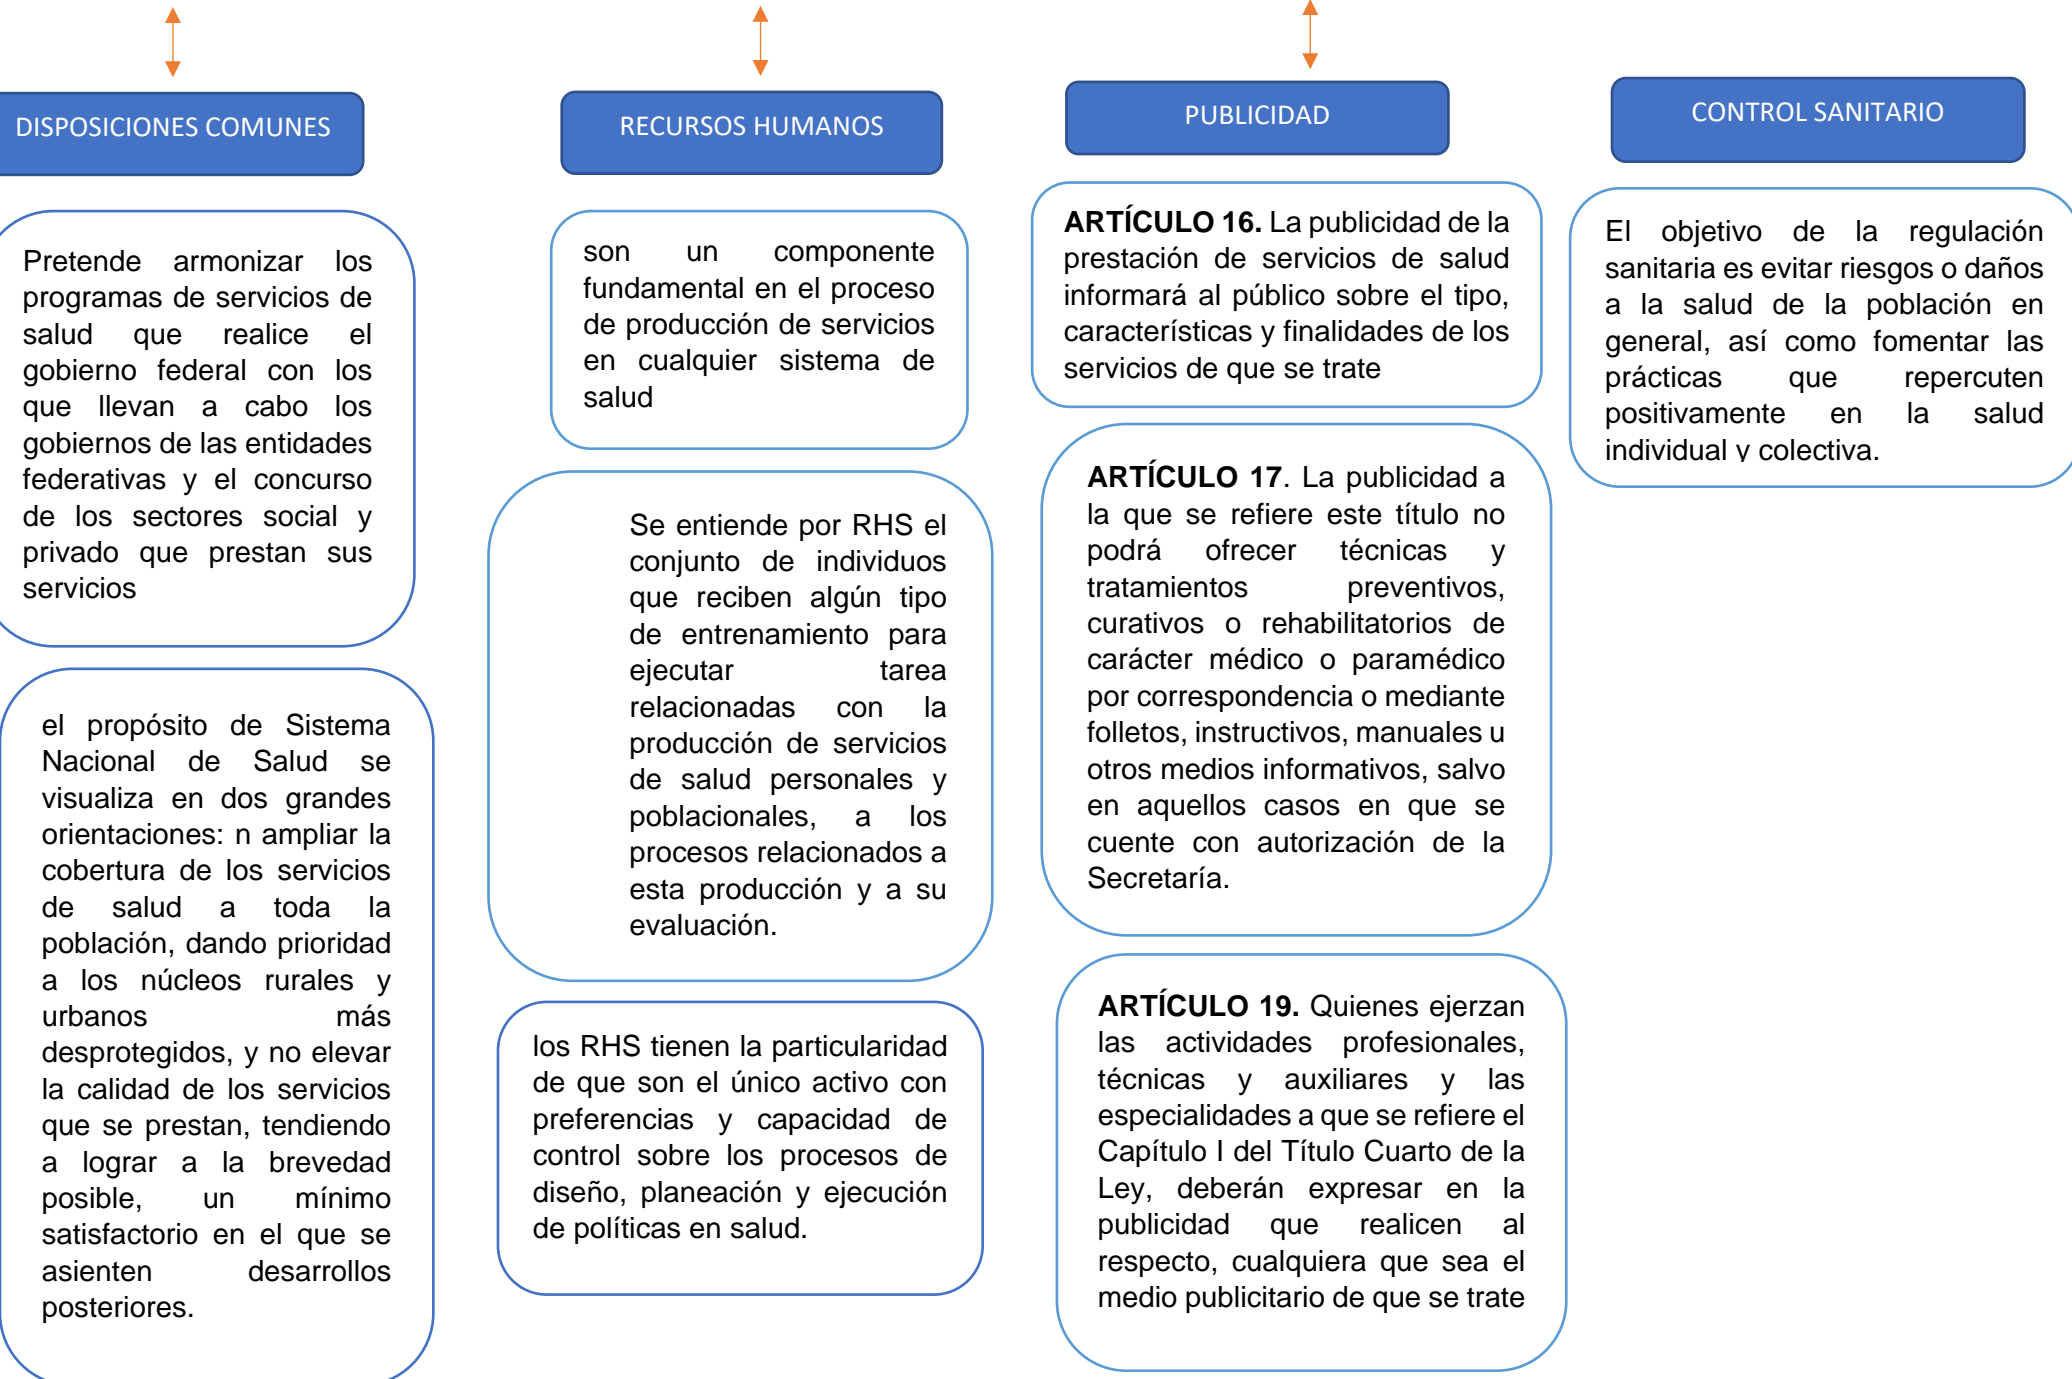 DISPOSICIONES COMUNES
Pretende armonizar los
programas de servicios de
salud que realice el
gobierno federal con los
que llevan a cabo los
gobiernos de las entidades
federativas y el concurso
de los sectores social y
privado que prestan sus
servicios
el propósito de Sistema
Nacional de Salud se
visualiza en dos grandes
orientaciones: n ampliar la
cobertura de los servicios
de salud a toda la
población, dando prioridad
a los núcleos rurales y
urbanos más
desprotegidos, y no elevar
la calidad de los servicios
que se prestan, tendiendo
a lograr a la brevedad
posible, un mínimo
satisfactorio en el que se
asienten desarrollos
posteriores.
RECURSOS HUMANOS
son un componente
fundamental en el proceso
de producción de servicios
en cualquier sistema de
salud
Se entiende por RHS el
conjunto de individuos
que reciben algún tipo
de entrenamiento para
ejecutar tarea
relacionadas con la
producción de servicios
de salud personales y
poblacionales, a los
procesos relacionados a
esta producción y a su
evaluación.
los RHS tienen la particularidad
de que son el único activo con
preferencias y capacidad de
control sobre los procesos de
diseño, planeación y ejecución
de políticas en salud.
PUBLICIDAD
ARTÍCULO 16. La publicidad de la
prestación de servicios de salud
informará al público sobre el tipo,
características y finalidades de los
servicios de que se trate
ARTÍCULO 17. La publicidad a
la que se refiere este título no
podrá ofrecer técnicas y
tratamientos preventivos,
curativos o rehabilitatorios de
carácter médico o paramédico
por correspondencia o mediante
folletos, instructivos, manuales u
otros medios informativos, salvo
en aquellos casos en que se
cuente con autorización de la
Secretaría.
ARTÍCULO 19. Quienes ejerzan
las actividades profesionales,
técnicas y auxiliares y las
especialidades a que se refiere el
Capítulo I del Título Cuarto de la
Ley, deberán expresar en la
publicidad que realicen al
respecto, cualquiera que sea el
medio publicitario de que se trate
CONTROL SANITARIO
El objetivo de la regulación
sanitaria es evitar riesgos o daños
a la salud de la población en
general, así como fomentar las
prácticas que repercuten
positivamente en la salud
individual y colectiva.